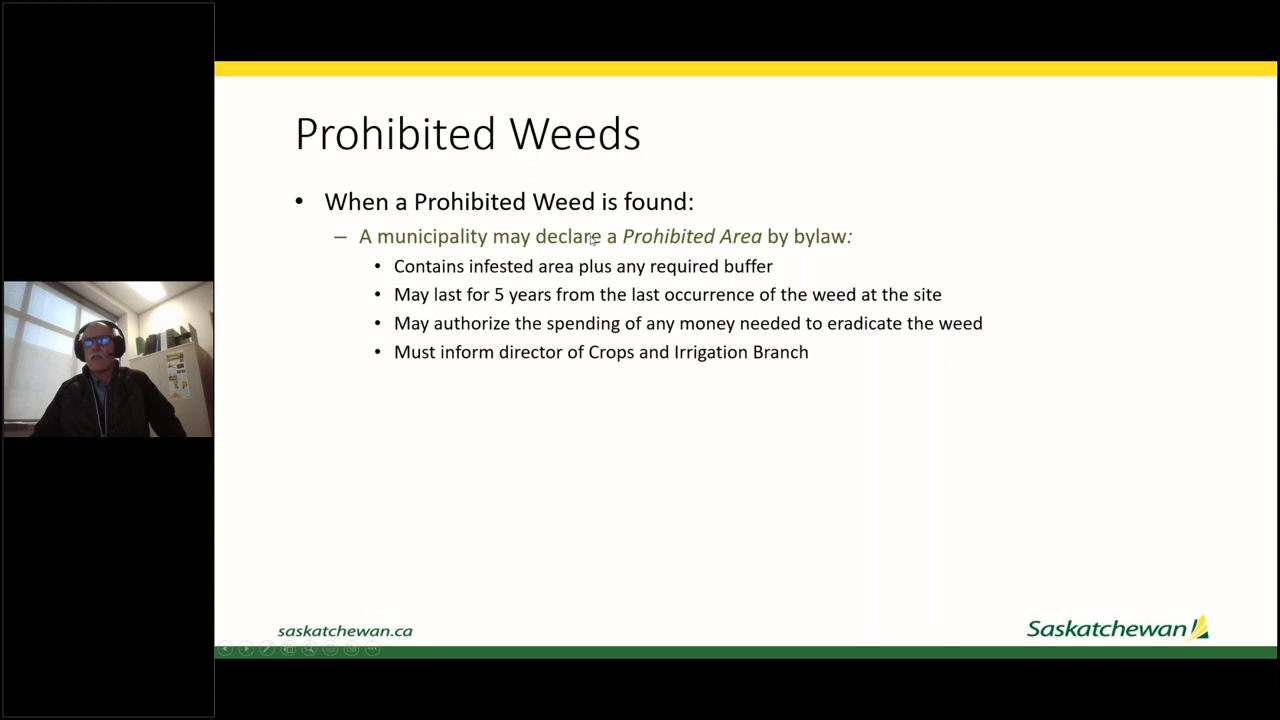 Prohibited Weeds
• When a Prohibited Weed is found:
– A municipality may declare a Prohibited Area by bylaw:
• Contains infested area plus any required buffer
• May last for 5 years from the last occurrence of the weed at the site
• May authorize the spending of any money needed to eradicate the weed
• Must inform director of Crops and Irrigation Branch
saskatchewan.ca
Saskatchewan